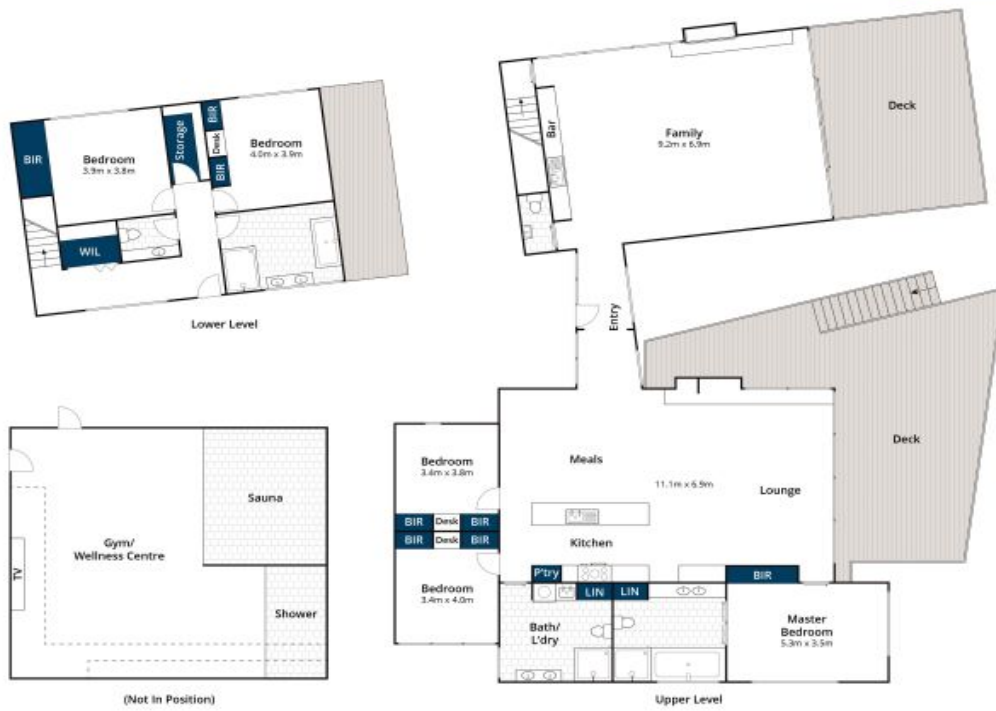 BIR
Bedroom
3.9m x 3.8m
Storage
BIR
Desk
BIR
Bedroom
4.0m x 3.9m
WIL
Lower Level
Bar
Family
9.2m x 6.9m
Deck
Entry
Deck
Meals
11.1m x 6.9m
Lounge
Kitchen
Bedroom
3.4m x 3.8m
BIR Desk BIR
BIR Desk BIR
Bedroom
3.4m x 4.0m
P'try
LIN
LIN
BIR
Bath/
L'dry
Master
Bedroom
5.3m x 3.5m
Upper Level
Gym/
Wellness Centre
TV
Sauna
Shower
(Not In Position)